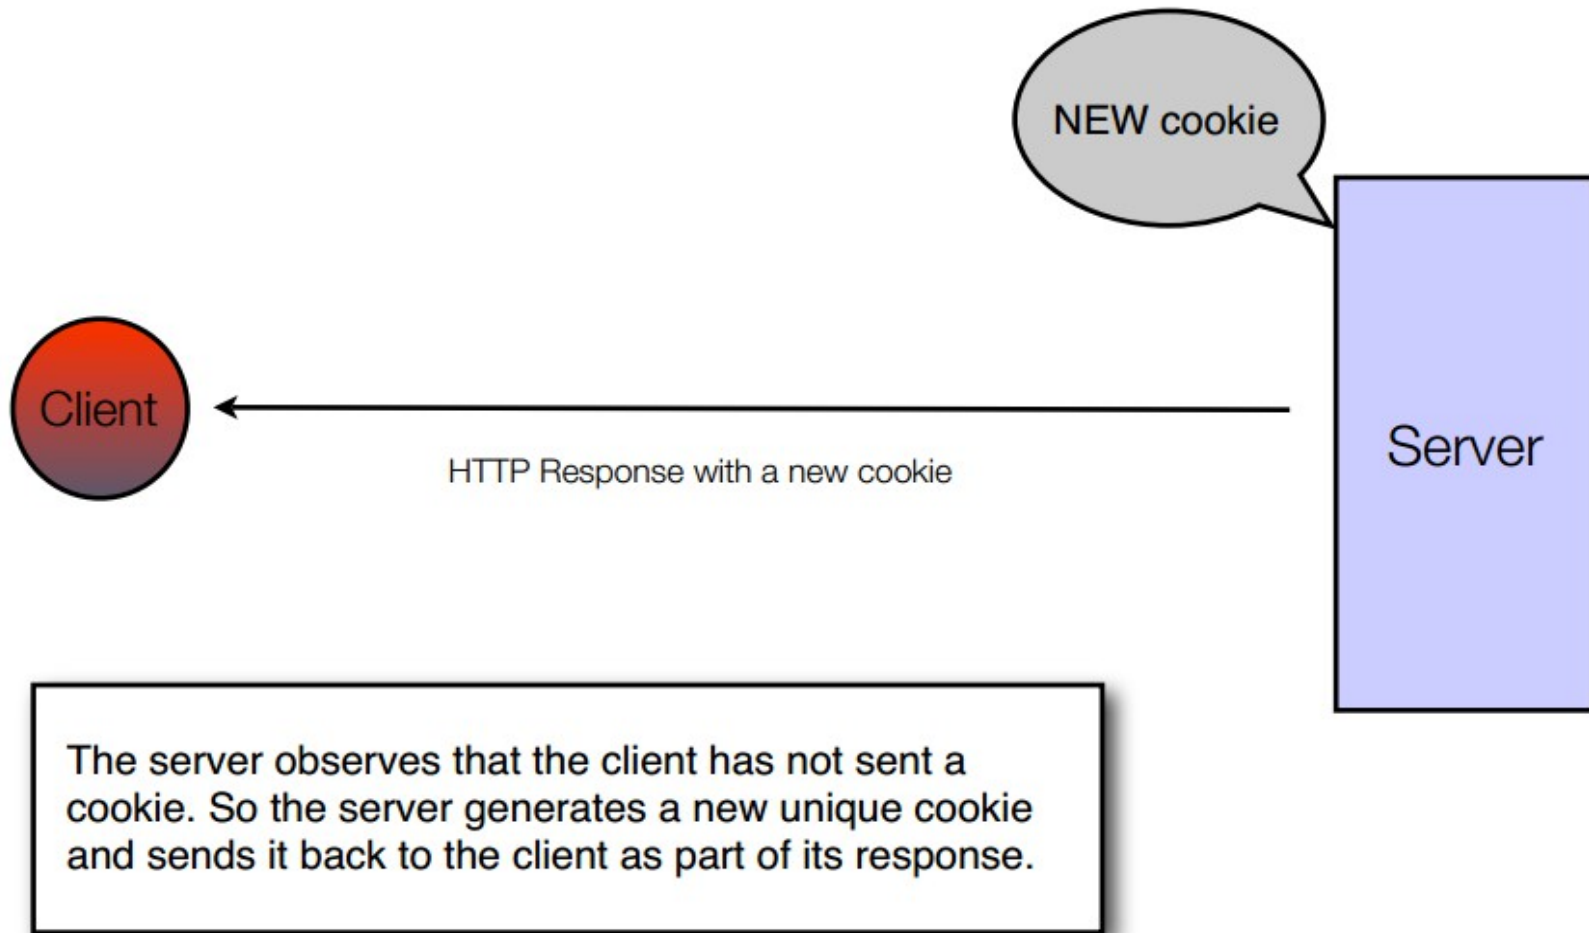 NEW cookie
Client
HTTP Response with a new cookie
Server
The server observes that the client has not sent a
cookie. So the server generates a new unique cookie
and sends it back to the client as part of its response.